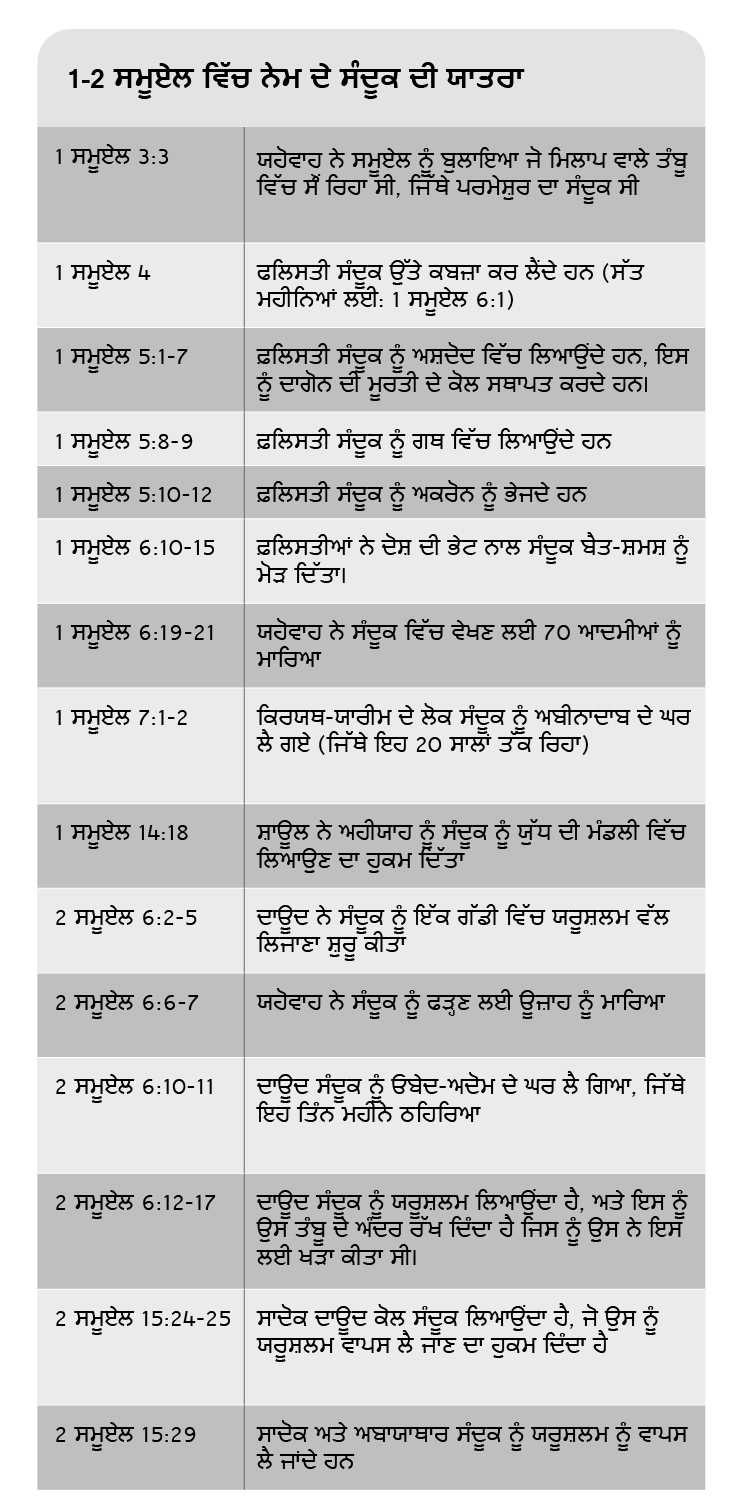 1-2 ਸਮੂਏਲ ਵਿੱਚ ਨੇਮ ਦੇ ਸੰਦੂਕ ਦੀ ਯਾਤਰਾ
1 ਸਮੂਏਲ 3:3
ਯਹੋਵਾਹ ਨੇ ਸਮੂਏਲ ਨੂੰ ਬੁਲਾਇਆ ਜੋ ਮਿਲਾਪ ਵਾਲੇ ਤੰਬੂ
ਵਿੱਚ ਸੌਂ ਰਿਹਾ ਸੀ, ਜਿੱਥੇ ਪਰਮੇਸ਼ੁਰ ਦਾ ਸੰਦੂਕ ਸੀ
1 ਸਮੂਏਲ 4
ਫਲਿਸਤੀ ਸੰਦੂਕ ਉੱਤੇ ਕਬਜ਼ਾ ਕਰ ਲੈਂਦੇ ਹਨ (ਸੱਤ
ਮਹੀਨਿਆਂ ਲਈ: 1 ਸਮੂਏਲ 6:1)
1 ਸਮੂਏਲ 5:1-7
ਫ਼ਲਿਸਤੀ ਸੰਦੂਕ ਨੂੰ ਅਸ਼ਦੋਦ ਵਿੱਚ ਲਿਆਉਂਦੇ ਹਨ, ਇਸ
ਨੂੰ ਦਾਗੋਨ ਦੀ ਮੂਰਤੀ ਦੇ ਕੋਲ ਸਥਾਪਤ ਕਰਦੇ ਹਨ।
1 ਸਮੂਏਲ 5:8-9
ਫ਼ਲਿਸਤੀ ਸੰਦੂਕ ਨੂੰ ਗਥ ਵਿੱਚ ਲਿਆਉਂਦੇ ਹਨ
1 ਸਮੂਏਲ 5:10-12
ਫ਼ਲਿਸਤੀ ਸੰਦੂਕ ਨੂੰ ਅਕਰੋਨ ਨੂੰ ਭੇਜਦੇ ਹਨ
1 ਸਮੂਏਲ 6:10-15
ਫ਼ਲਿਸਤੀਆਂ ਨੇ ਦੋਸ਼ ਦੀ ਭੇਟ ਨਾਲ ਸੰਦੂਕ ਬੈਤ-ਸ਼ਮਸ਼ ਨੂੰ
ਮੋੜ ਦਿੱਤਾ।
1 ਸਮੂਏਲ 6:19-21
ਯਹੋਵਾਹ ਨੇ ਸੰਦੂਕ ਵਿੱਚ ਵੇਖਣ ਲਈ 70 ਆਦਮੀਆਂ ਨੂੰ
ਮਾਰਿਆ
1 ਸਮੂਏਲ 7:1-2
ਕਿਰਯਥ-ਯਾਰੀਮ ਦੇ ਲੋਕ ਸੰਦੂਕ ਨੂੰ ਅਬੀਨਾਦਾਬ ਦੇ ਘਰ
ਲੈ ਗਏ (ਜਿੱਥੇ ਇਹ 20 ਸਾਲਾਂ ਤੱਕ ਰਿਹਾ)
1 ਸਮੂਏਲ 14:18
ਸ਼ਾਊਲ ਨੇ ਅਹੀਯਾਹ ਨੂੰ ਸੰਦੂਕ ਨੂੰ ਯੁੱਧ ਦੀ ਮੰਡਲੀ ਵਿੱਚ
ਲਿਆਉਣ ਦਾ ਹੁਕਮ ਦਿੱਤਾ
2 ਸਮੂਏਲ 6:2-5
ਦਾਊਦ ਨੇ ਸੰਦੂਕ ਨੂੰ ਇੱਕ ਗੱਡੀ ਵਿੱਚ ਯਰੂਸ਼ਲਮ ਵੱਲ
ਲਿਜਾਣਾ ਸ਼ੁਰੂ ਕੀਤਾ
2 ਸਮੂਏਲ 6:6-7
ਯਹੋਵਾਹ ਨੇ ਸੰਦੂਕ ਨੂੰ ਫੜ੍ਹਣ ਲਈ ਊਜ਼ਾਹ ਨੂੰ ਮਾਰਿਆ
2 ਸਮੂਏਲ 6:10-11
ਦਾਊਦ ਸੰਦੂਕ ਨੂੰ ਓਬੇਦ-ਅਦੋਮ ਦੇ ਘਰ ਲੈ ਗਿਆ, ਜਿੱਥੇ
ਇਹ ਤਿੰਨ ਮਹੀਨੇ ਠਹਿਰਿਆ
2 ਸਮੂਏਲ 6:12-17
ਦਾਊਦ ਸੰਦੂਕ ਨੂੰ ਯਰੂਸ਼ਲਮ ਲਿਆਉਂਦਾ ਹੈ, ਅਤੇ ਇਸ ਨੂੰ
ਉਸ ਤੰਬੂ ਦੇ ਅੰਦਰ ਰੱਖ ਦਿੰਦਾ ਹੈ ਜਿਸ ਨੂੰ ਉਸ ਨੇ ਇਸ
ਲਈ ਖੜਾ ਕੀਤਾ ਸੀ।
2 ਸਮੂਏਲ 15:24-25
ਸਾਦੋਕ ਦਾਊਦ ਕੋਲ ਸੰਦੂਕ ਲਿਆਉਂਦਾ ਹੈ, ਜੋ ਉਸ ਨੂੰ
ਯਰੂਸ਼ਲਮ ਵਾਪਸ ਲੈ ਜਾਣ ਦਾ ਹੁਕਮ ਦਿੰਦਾ ਹੈ
2 ਸਮੂਏਲ 15:29
ਸਾਦੋਕ ਅਤੇ ਅਬਾਯਾਥਾਰ ਸੰਦੂਕ ਨੂੰ ਯਰੂਸ਼ਲਮ ਨੂੰ ਵਾਪਸ
ਲੈ ਜਾਂਦੇ ਹਨ